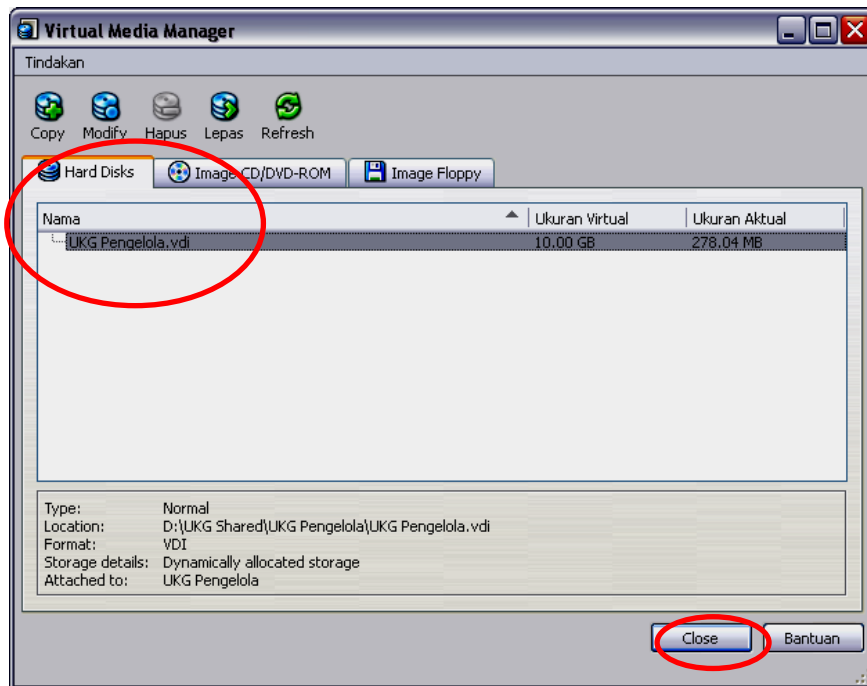 Virtual Media Manager
Tindakan
Copy Modify Hapus Lepas Refresh
Hard Disks Image CD/DVD-ROM Image Floppy
Nama Ukuran Virtual Ukuran Aktual
UKG Pengelola.vdi 10.00 GB 278.04 MB
Type: Normal
Location: D:\UKG Shared\UKG Pengelola\UKG Pengelola.vdi
Format: VDI
Storage details: Dynamically allocated storage
Attached to: UKG Pengelola
Close Bantuan